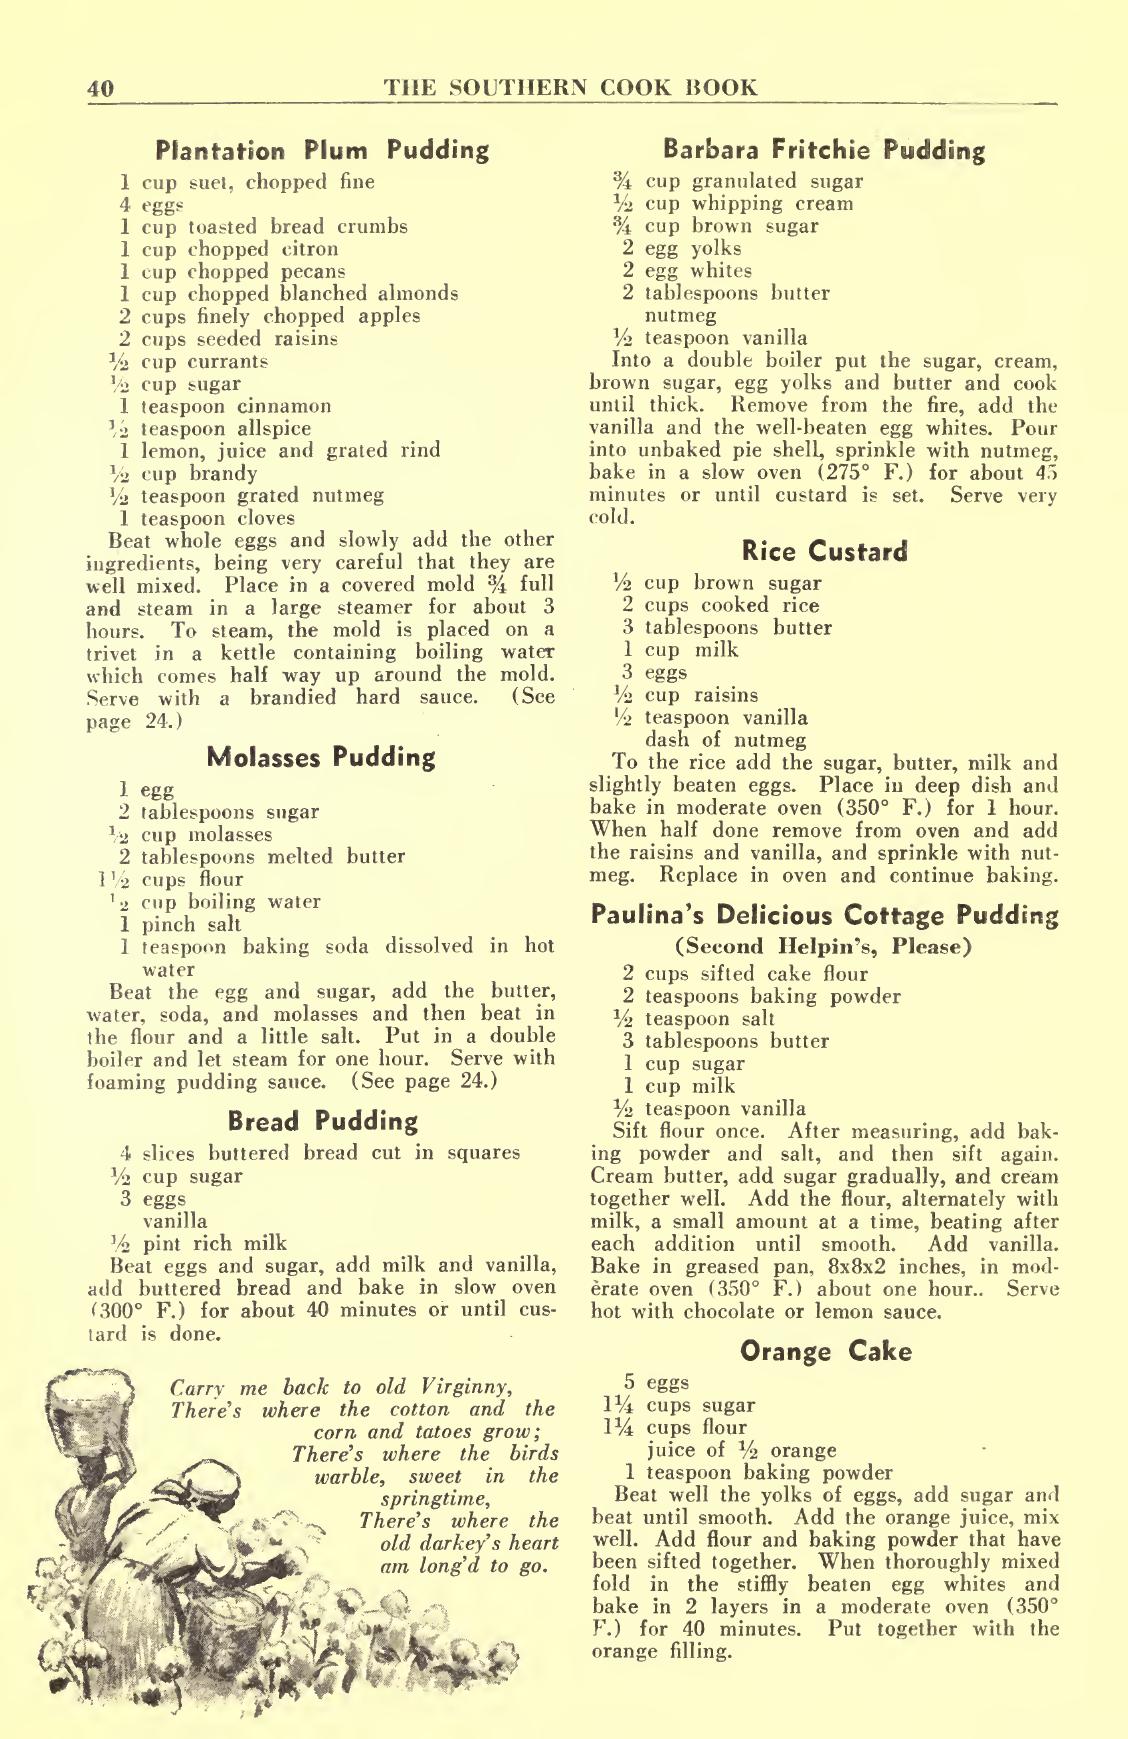 40
THE SOUTHERN COOK BOOK
Plantation Plum Pudding
1 cup suet, chopped fine
4 eggs
1 cup toasted bread crumbs
1 cup chopped citron
1 cup chopped pecans
1 cup chopped blanched almonds
2 cups finely chopped apples
2 cups seeded raisins
½ cup currants
½ cup sugar
1 teaspoon cinnamon
½ teaspoon allspice
1 lemon, juice and grated rind
½ cup brandy
½ teaspoon grated nutmeg
1 teaspoon cloves
Beat whole eggs and slowly add the other
ingredients, being very careful that they are
well mixed. Place in a covered mold ¾ full
and steam in a large steamer for about 3
hours. To steam, the mold is placed on a
trivet in a kettle containing boiling water
which comes half way up around the mold.
Serve with a brandied hard sauce. (See
page 24.)
Molasses Pudding
1 egg
2 tablespoons sugar
½ cup molasses
2 tablespoons melted butter
1½ cups flour
½ cup boiling water
1 pinch salt
1 teaspoon baking soda dissolved in hot
water
Beat the egg and sugar, add the butter,
water, soda, and molasses and then beat in
the flour and a little salt. Put in a double
boiler and let steam for one hour. Serve with
foaming pudding sauce. (See page 24.)
Bread Pudding
4 slices buttered bread cut in squares
½ cup sugar
3 eggs
vanilla
½ pint rich milk
Beat eggs and sugar, add milk and vanilla,
add buttered bread and bake in slow oven
(300° F.) for about 40 minutes or until cus-
tard is done.
Carry me back to old Virginny,
There's where the cotton and the
corn and tatoes grow;
There's where the birds
warble, sweet in the
springtime,
There's where the
old darkey's heart
am long'd to go.
Barbara Fritchie Pudding
¾ cup granulated sugar
½ cup whipping cream
¾ cup brown sugar
2 egg yolks
2 egg whites
2 tablespoons butter
nutmeg
½ teaspoon vanilla
Into a double boiler put the sugar, cream,
brown sugar, egg yolks and butter and cook
until thick. Remove from the fire, add the
vanilla and the well-beaten egg whites. Pour
into unbaked pie shell, sprinkle with nutmeg,
bake in a slow oven (275° F.) for about 45
minutes or until custard is set. Serve very
cold.
Rice Custard
½ cup brown sugar
2 cups cooked rice
3 tablespoons butter
1 cup milk
3 eggs
½ cup raisins
½ teaspoon vanilla
dash of nutmeg
To the rice add the sugar, butter, milk and
slightly beaten eggs. Place in deep dish and
bake in moderate oven (350° F.) for 1 hour.
When half done remove from oven and add
the raisins and vanilla, and sprinkle with nut-
meg. Replace in oven and continue baking.
Paulina's Delicious Cottage Pudding
(Second Helpin's, Please)
2 cups sifted cake flour
2 teaspoons baking powder
½ teaspoon salt
3 tablespoons butter
1 cup sugar
1 cup milk
½ teaspoon vanilla
Sift flour once. After measuring, add bak-
ing powder and salt, and then sift again.
Cream butter, add sugar gradually, and cream
together well. Add the flour, alternately with
milk, a small amount at a time, beating after
each addition until smooth. Add vanilla.
Bake in greased pan, 8x8x2 inches, in mod-
erate oven (350° F.) about one hour.. Serve
hot with chocolate or lemon sauce.
Orange Cake
5 eggs
1¼ cups sugar
1¼ cups flour
juice of ½ orange
1 teaspoon baking powder
Beat well the yolks of eggs, add sugar and
beat until smooth. Add the orange juice, mix
well. Add flour and baking powder that have
been sifted together. When thoroughly mixed
fold in the stiffly beaten egg whites and
bake in 2 layers in a moderate oven (350°
F.) for 40 minutes. Put together with the
orange filling.